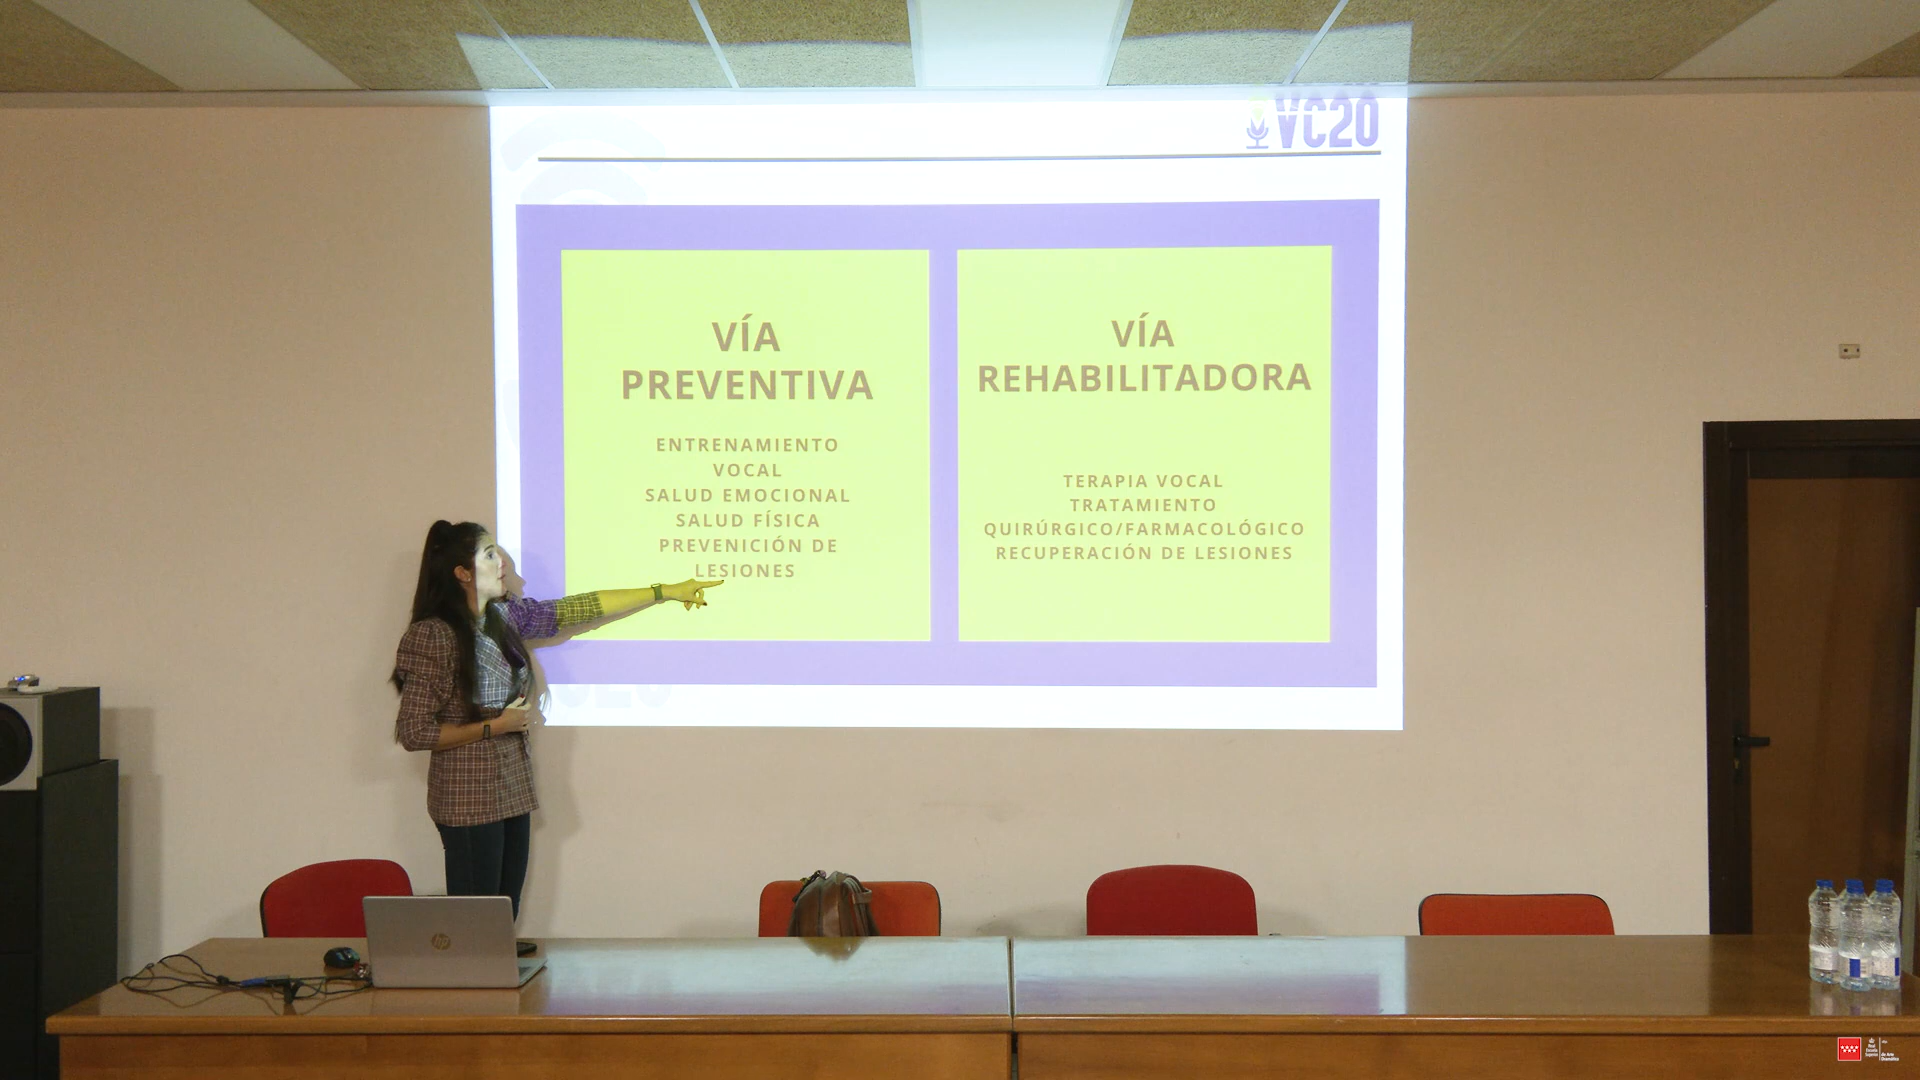 VC20
VÍA
PREVENTIVA
ENTRENAMIENTO
VOCAL
SALUD EMOCIONAL
SALUD FÍSICA
PREVENICIÓN DE
LESIONES
VÍA
REHABILITADORA
TERAPIA VOCAL
TRATAMIENTO
QUIRÚRGICO/FARMACOLÓGICO
RECUPERACIÓN DE LESIONES
hp